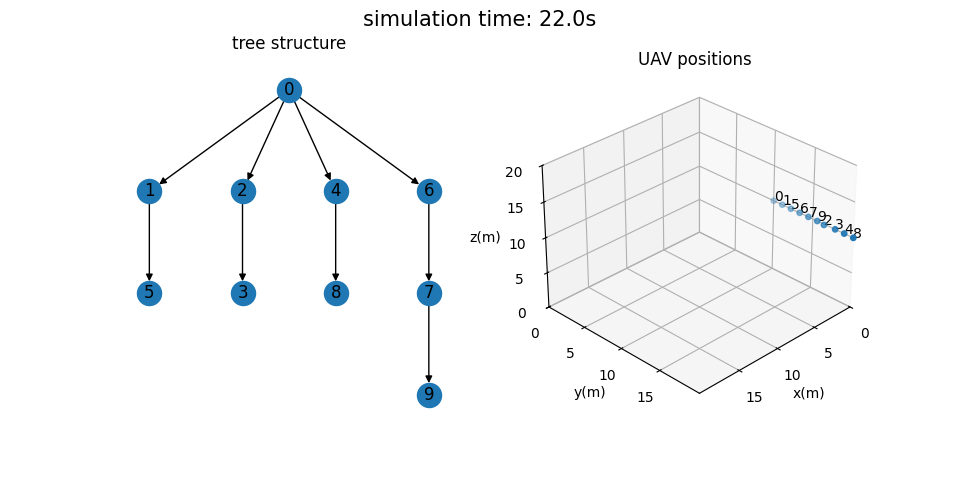 simulation time: 22.0s
tree structure
0
1 2 4 6
5 3 8 7
9
UAV positions
20
15
10
5
0
z(m)
0 1 5 6 7 9 2 3 4 8
0
5
10
15
y(m)
15
10
5
0
x(m)